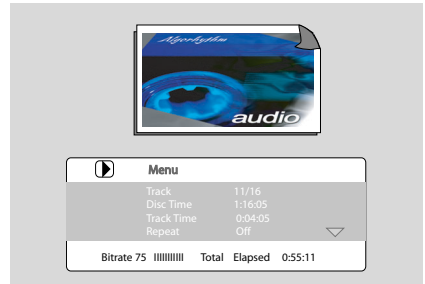 Algorhythm
audio
Menu
Track 11/16
Disc Time 1:16:05
Track Time 0:04:05
Repeat Off
Bitrate 75 IIIIIIIIII Total Elapsed 0:55:11